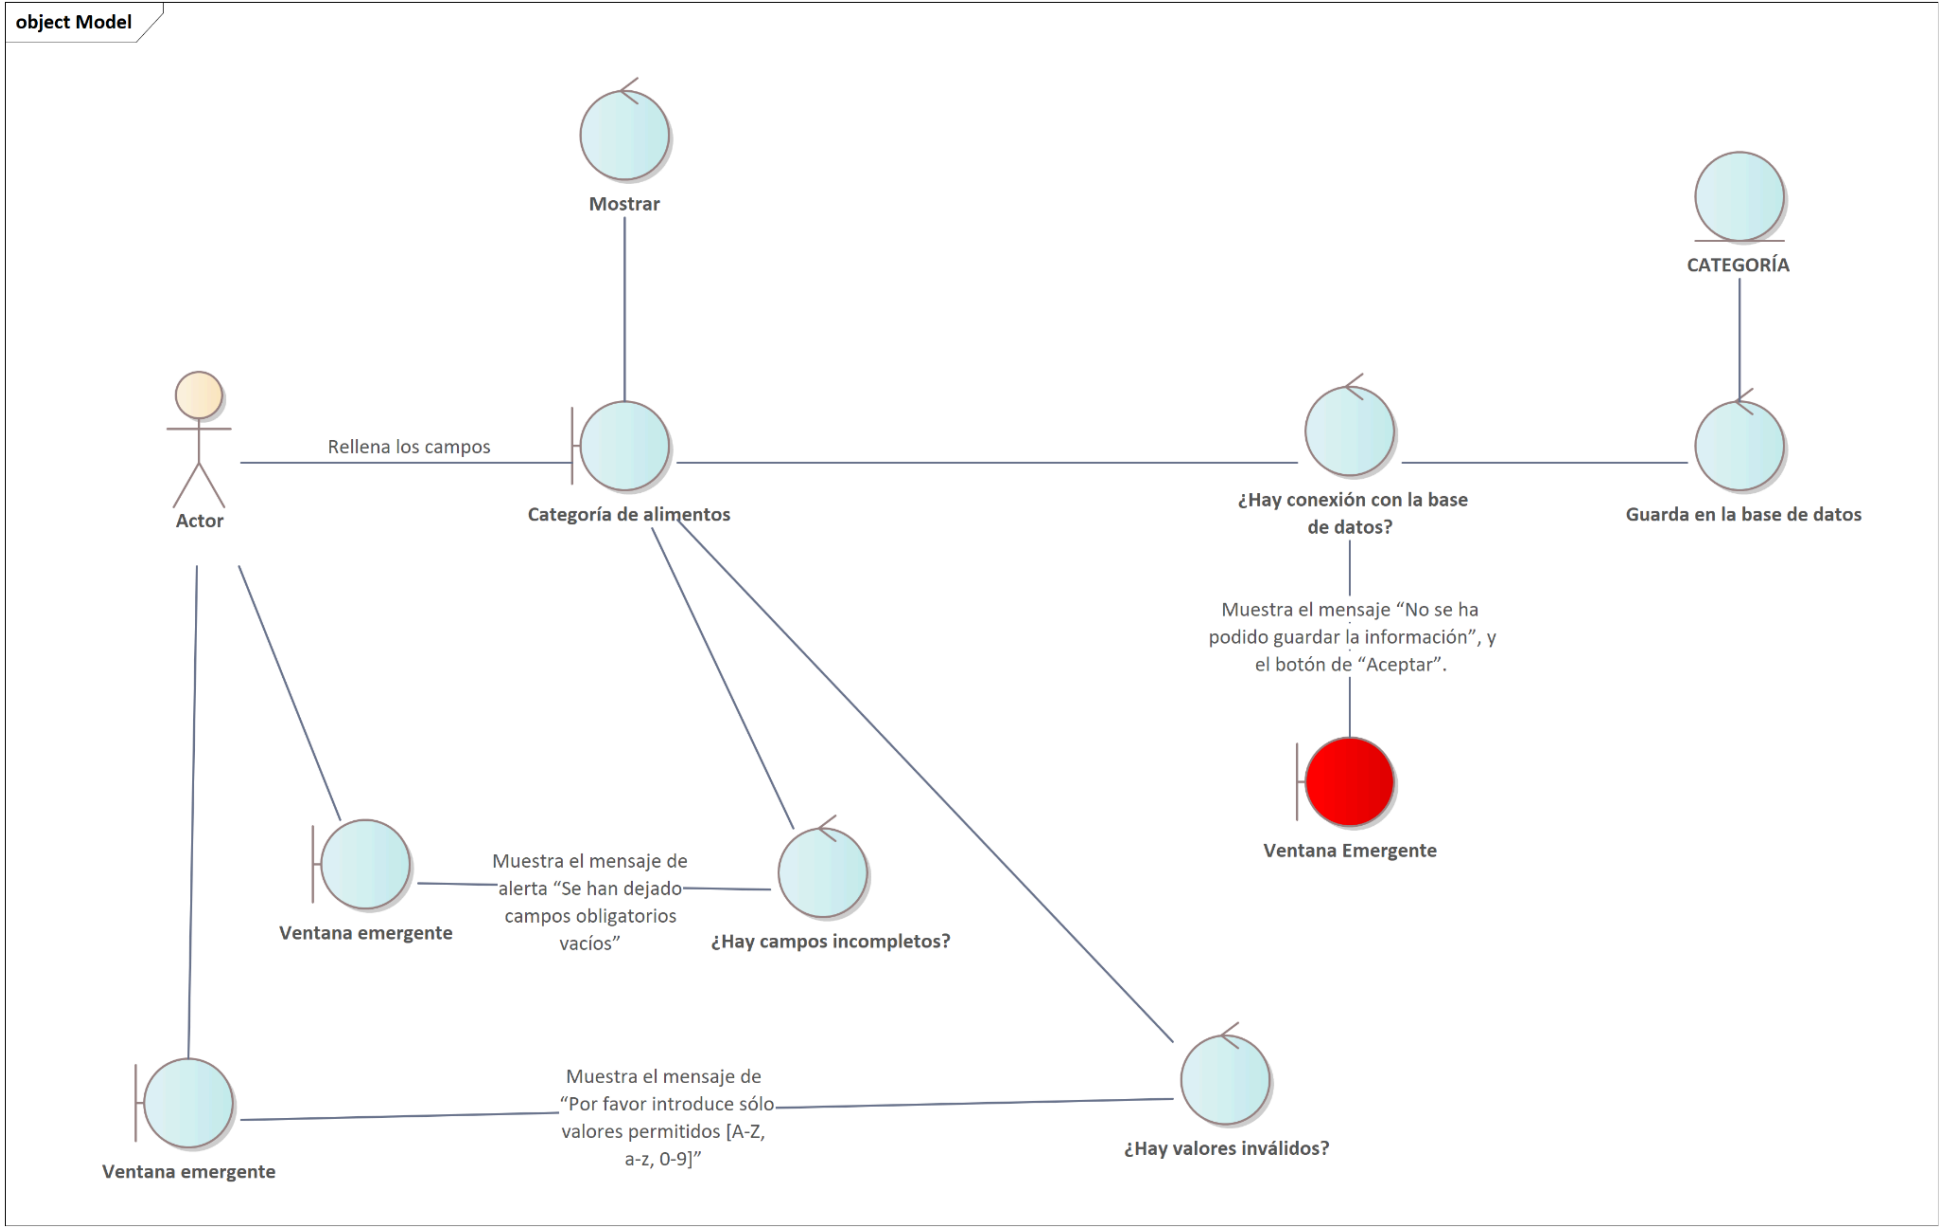 object Model
Mostrar
CATEGORÍA
Rellena los campos
Actor
Categoría de alimentos
¿Hay conexión con la base
de datos?
Guarda en la base de datos
Muestra el mensaje “No se ha
podido guardar la información”, y
el botón de “Aceptar”.
Ventana Emergente
Muestra el mensaje de
alerta “Se han dejado
campos obligatorios
vacíos”
Ventana emergente
¿Hay campos incompletos?
Muestra el mensaje de
“Por favor introduce sólo
valores permitidos [A-Z,
a-z, 0-9]”
¿Hay valores inválidos?
Ventana emergente